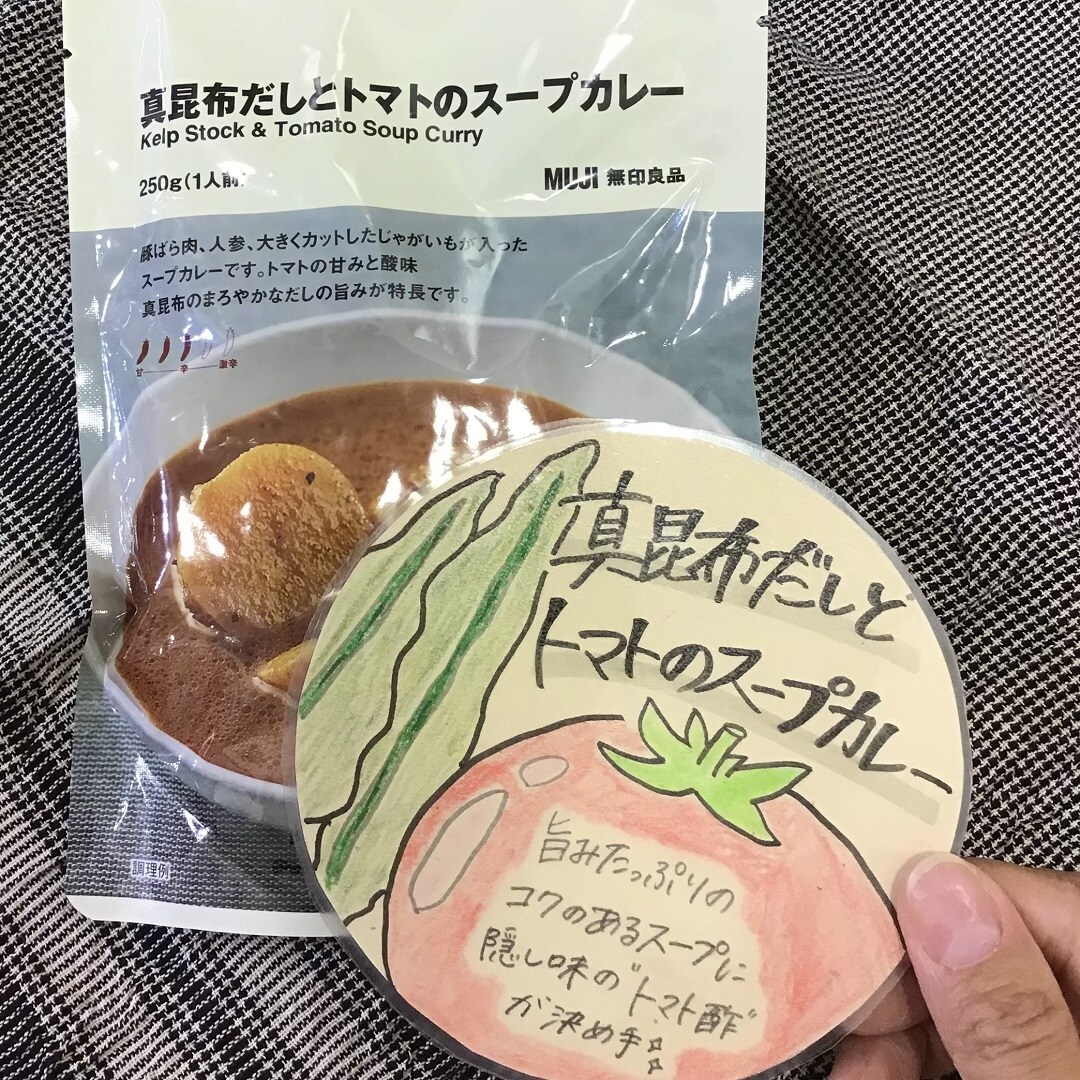 真昆布だしとトマトのスープカレー
Kelp Stock & Tomato Soup Curry
250g(1人前)
MUJI 無印良品
豚ばら肉、人参、大きくカットしたじゃがいもが入った
スープカレーです。トマトの甘みと酸味
真昆布のまろやかなだしの旨みが特長です。
甘 辛 激辛
調理例
真昆布だしと
トマトのスープカレー
旨みたっぷりの
コクのあるスープに
隠し味の"トマト酢"
が決め手!!